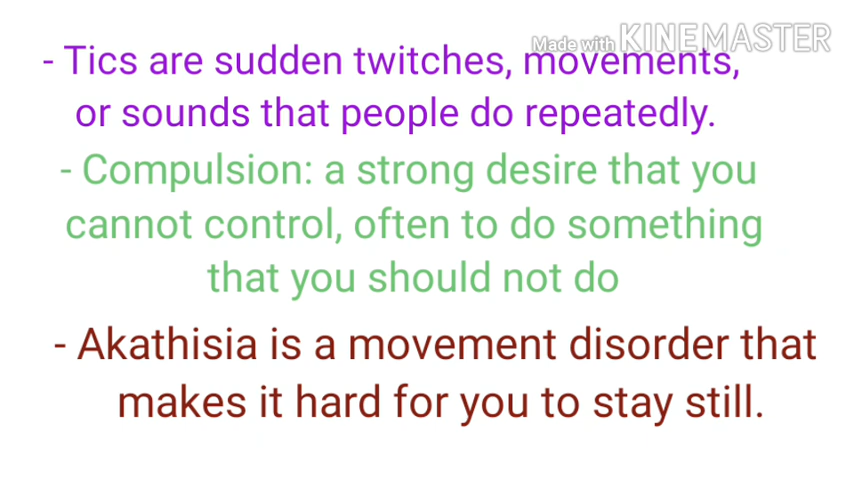 Made with KINEMASTER
- Tics are sudden twitches, movements,
or sounds that people do repeatedly.
- Compulsion: a strong desire that you
cannot control, often to do something
that you should not do
- Akathisia is a movement disorder that
makes it hard for you to stay still.